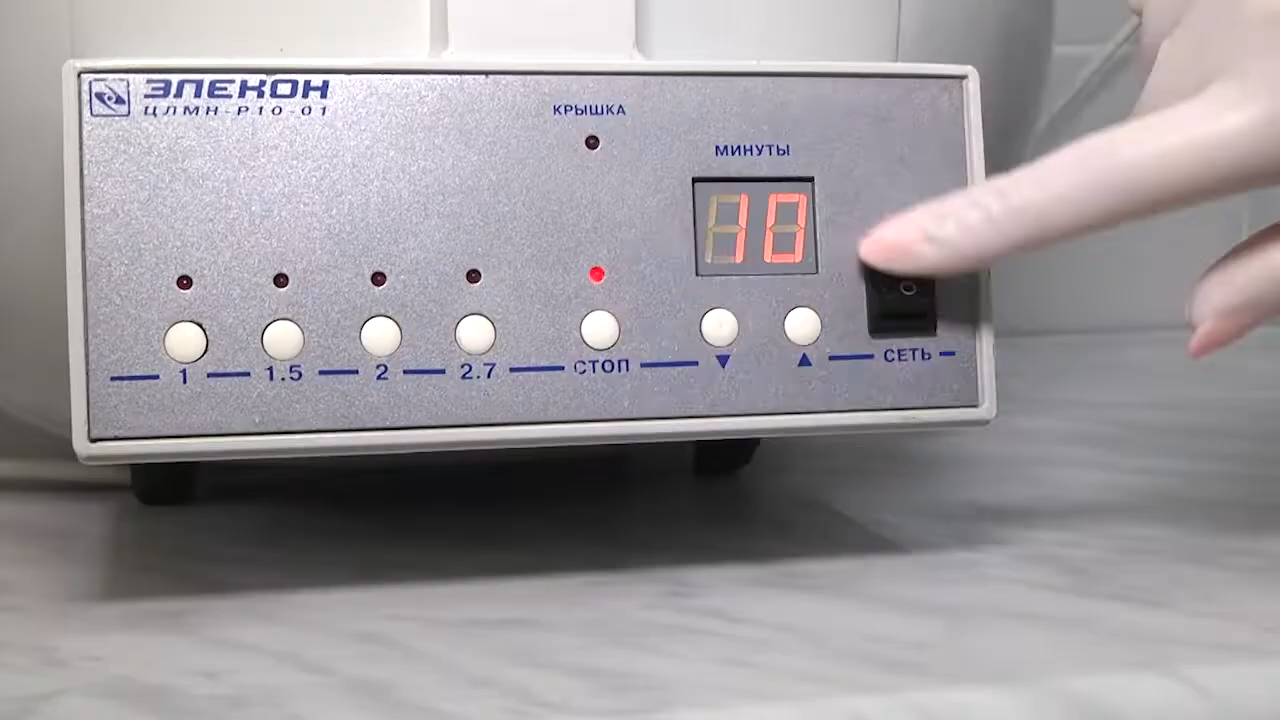 ЭЛЕКОН
ЦЛМН-Р10-01
КРЫШКА
МИНУТЫ
10
1
1.5
2
2.7
СТОП
▼
▲
СЕТЬ